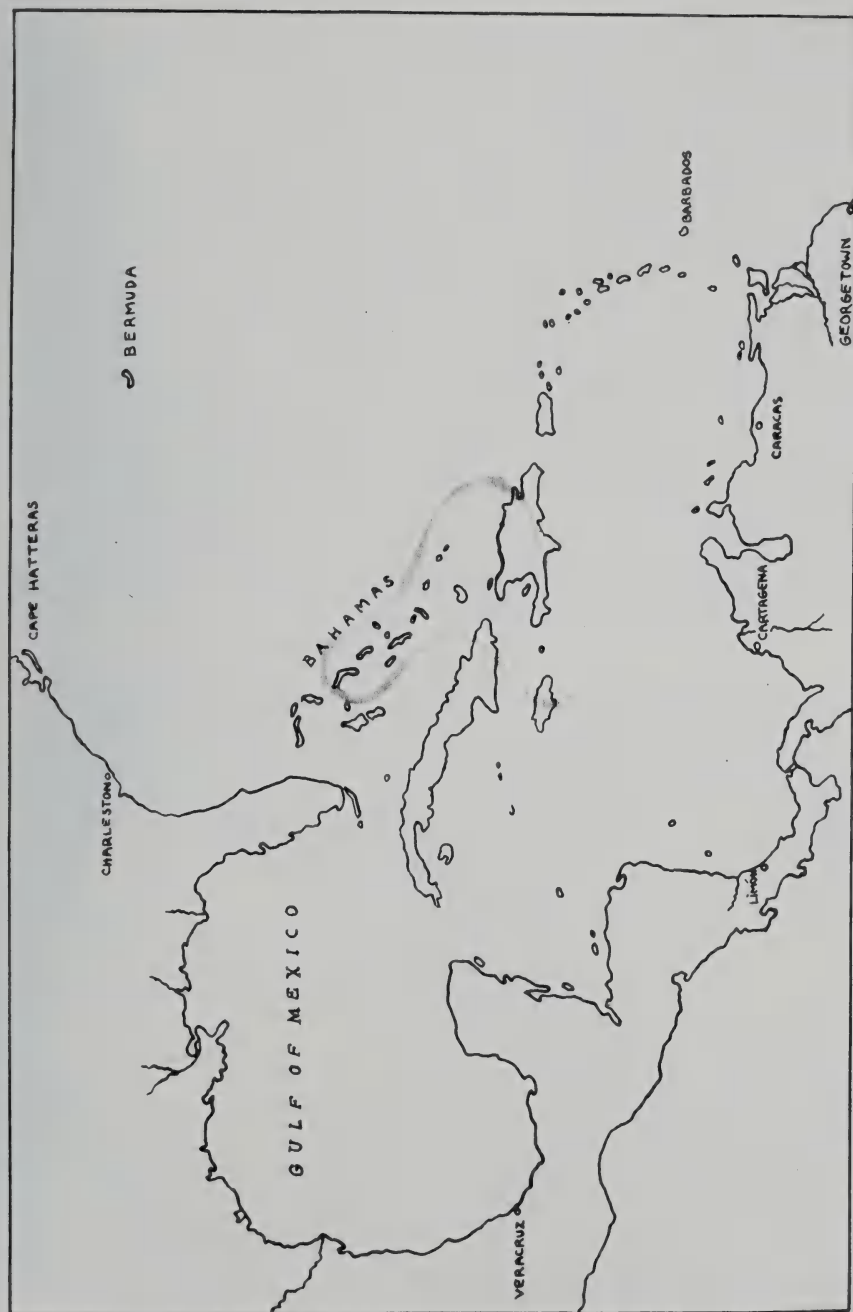 CAPE HATTERAS
BERMUDA
CHARLESTON
BAHAMAS
GULF OF MEXICO
BARBADOS
VERACRUZ
LIMÓN
CARTAGENA
CARACAS
GEORGETOWN